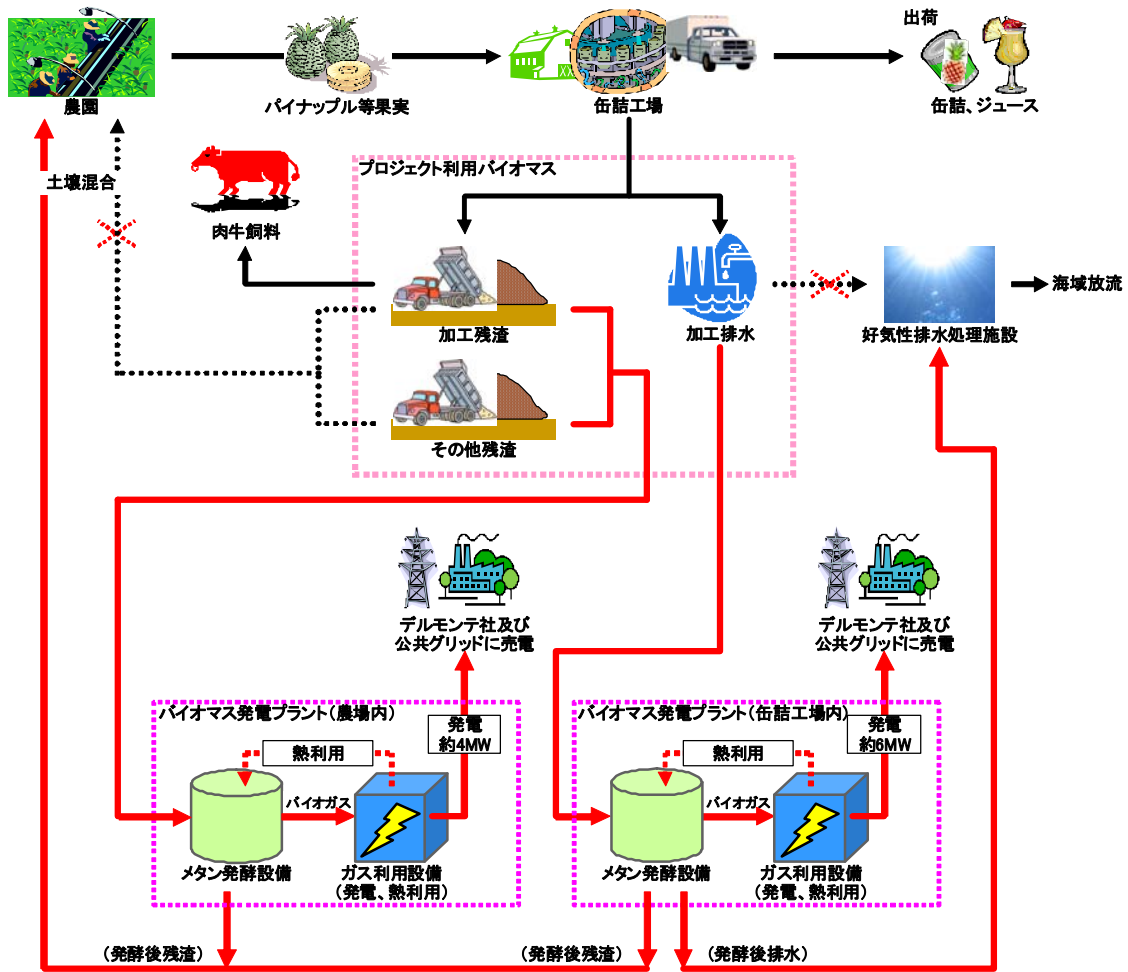 出荷
農園
パイナップル等果実
缶詰工場
缶詰、ジュース
プロジェクト利用バイオマス
土壌混合
肉牛飼料
加工残渣
加工排水
好気性排水処理施設
海域放流
その他残渣
デルモンテ社及び
公共グリッドに売電
デルモンテ社及び
公共グリッドに売電
バイオマス発電プラント(農場内)
発電
約4MW
熱利用
バイオガス
メタン発酵設備
ガス利用設備
(発電、熱利用)
バイオマス発電プラント(缶詰工場内)
発電
約6MW
熱利用
バイオガス
メタン発酵設備
ガス利用設備
(発電、熱利用)
(発酵後残渣)
(発酵後残渣)
(発酵後排水)